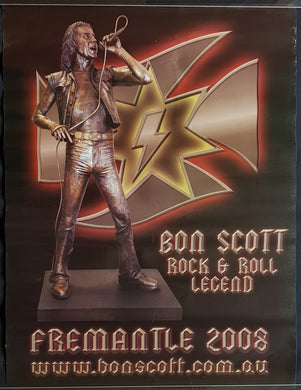 BON SCOTT
ROCK & ROLL
LEGEND
FREMANTLE 2008
www.bonscott.com.au